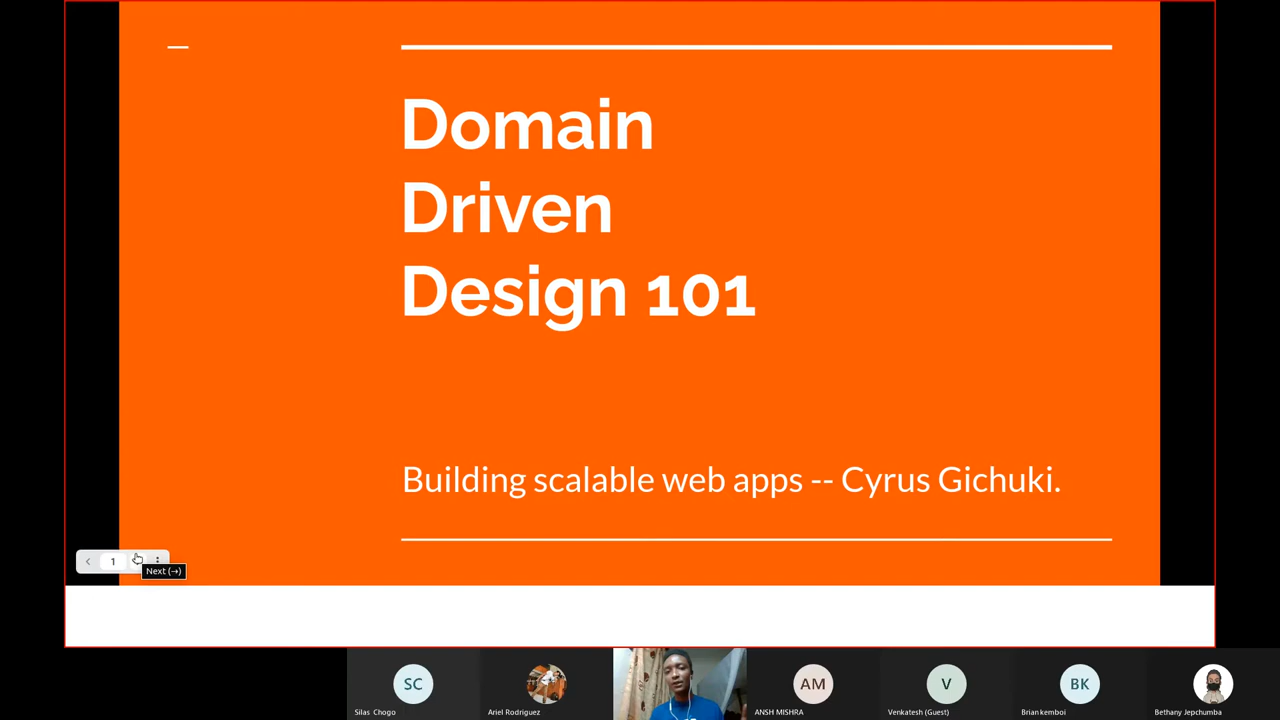 Domain
Driven
Design 101
Building scalable web apps -- Cyrus Gichuki.
1
Next (→)
SC
AM
V
BK
Silas Chogo
Ariel Rodriguez
ANSH MISHRA
Venkatesh (Guest)
Brian kemboi
Bethany Jepchumba